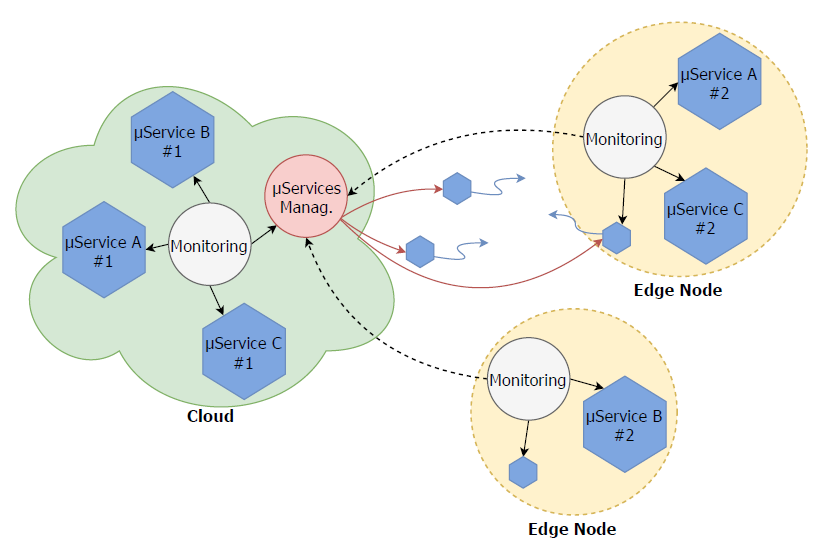 µService B
#1
µService A
#1
Monitoring
µServices
Manag.
µService C
#1
Cloud
Monitoring
µService A
#2
µService C
#2
Edge Node
Monitoring
µService B
#2
Edge Node